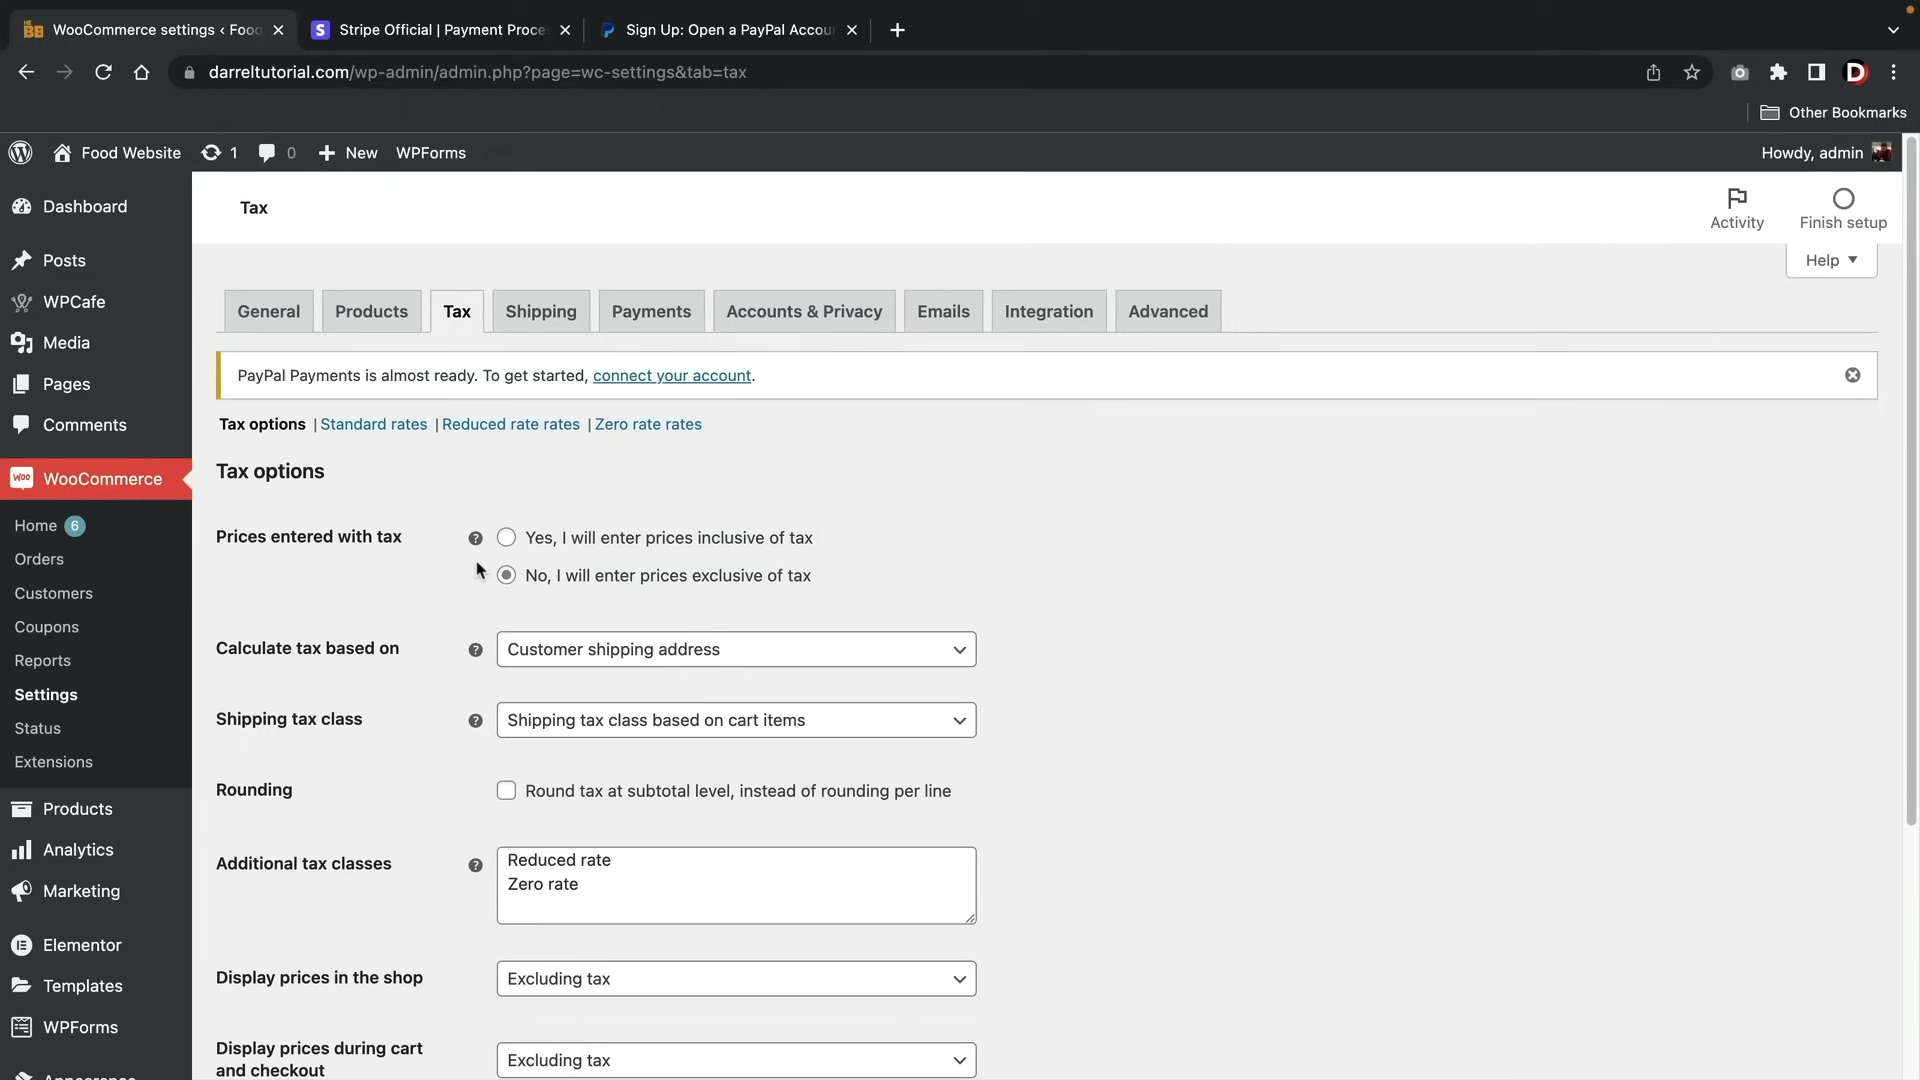 WooCommerce settings ‹ Food
Stripe Official | Payment Proce
Sign Up: Open a PayPal Accou
darreltutorial.com/wp-admin/admin.php?page=wc-settings&tab=tax
D
Other Bookmarks
Food Website
1
0
New
WPForms
Howdy, admin
Dashboard
Posts
WPCafe
Media
Pages
Comments
WooCommerce
Home 6
Orders
Customers
Coupons
Reports
Settings
Status
Extensions
Products
Analytics
Marketing
Elementor
Templates
WPForms
Tax
Activity
Finish setup
Help
General
Products
Tax
Shipping
Payments
Accounts & Privacy
Emails
Integration
Advanced
PayPal Payments is almost ready. To get started, connect your account.
Tax options | Standard rates | Reduced rate rates | Zero rate rates
Tax options
Prices entered with tax
Yes, I will enter prices inclusive of tax
No, I will enter prices exclusive of tax
Calculate tax based on
Customer shipping address
Shipping tax class
Shipping tax class based on cart items
Rounding
Round tax at subtotal level, instead of rounding per line
Additional tax classes
Reduced rate
Zero rate
Display prices in the shop
Excluding tax
Display prices during cart
and checkout
Excluding tax